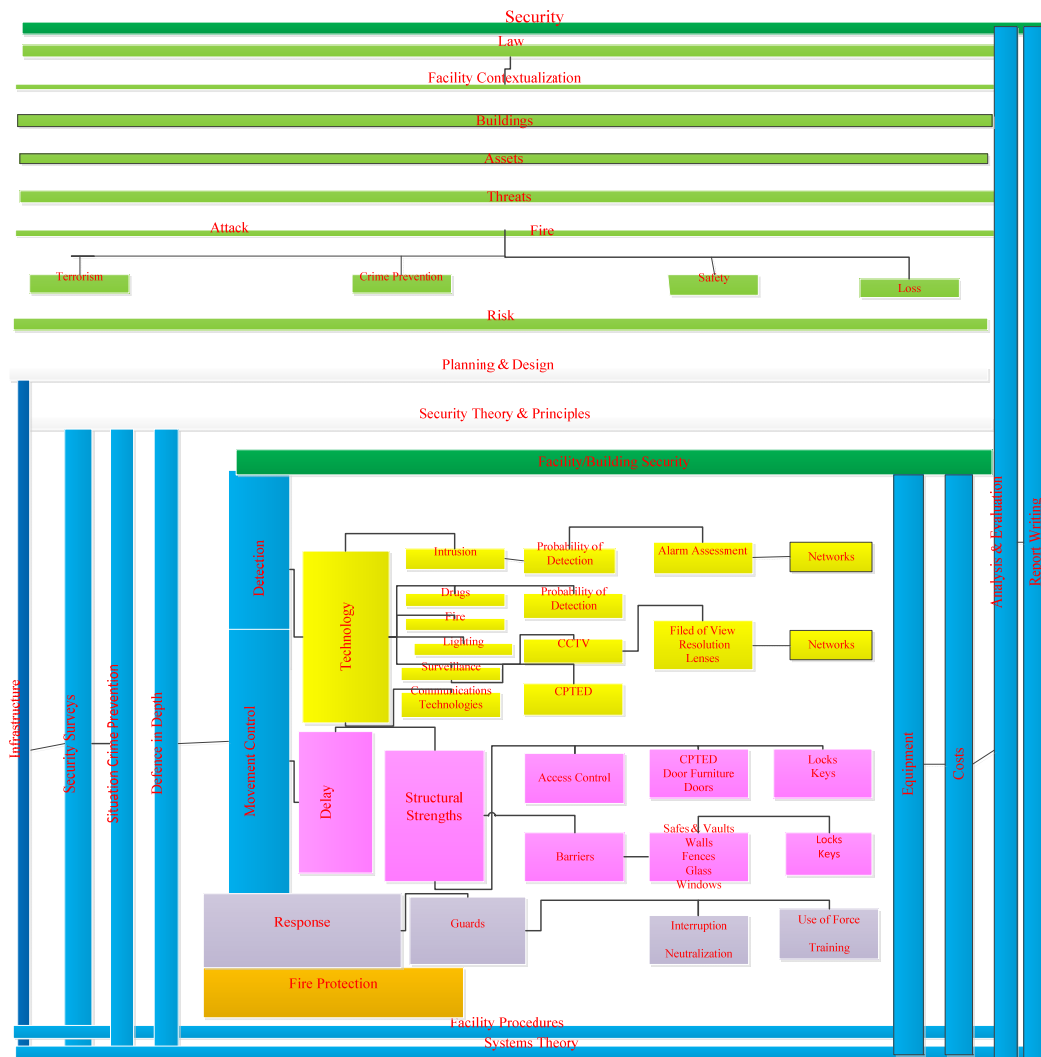 Security
Law
Facility Contextualization
Buildings
Assets
Threats
Attack
Fire
Terrorism
Crime Prevention
Safety
Loss
Risk
Planning & Design
Security Theory & Principles
Facility/Building Security
Infrastructure
Security Surveys
Situation Crime Prevention
Defence in Depth
Detection
Movement Control
Technology
Intrusion
Probability of
Detection
Alarm Assessment
Networks
Drugs
Probability of
Detection
Fire
Lighting
CCTV
Filed of View
Resolution
Lenses
Networks
Surveillance
Communications
Technologies
CPTED
Delay
Structural
Strengths
Access Control
CPTED
Door Furniture
Doors
Locks
Keys
Barriers
Safes & Vaults
Walls
Fences
Glass
Windows
Locks
Keys
Response
Guards
Interruption
Neutralization
Use of Force
Training
Fire Protection
Equipment
Costs
Analysis & Evaluation
Report Writing
Facility Procedures
Systems Theory